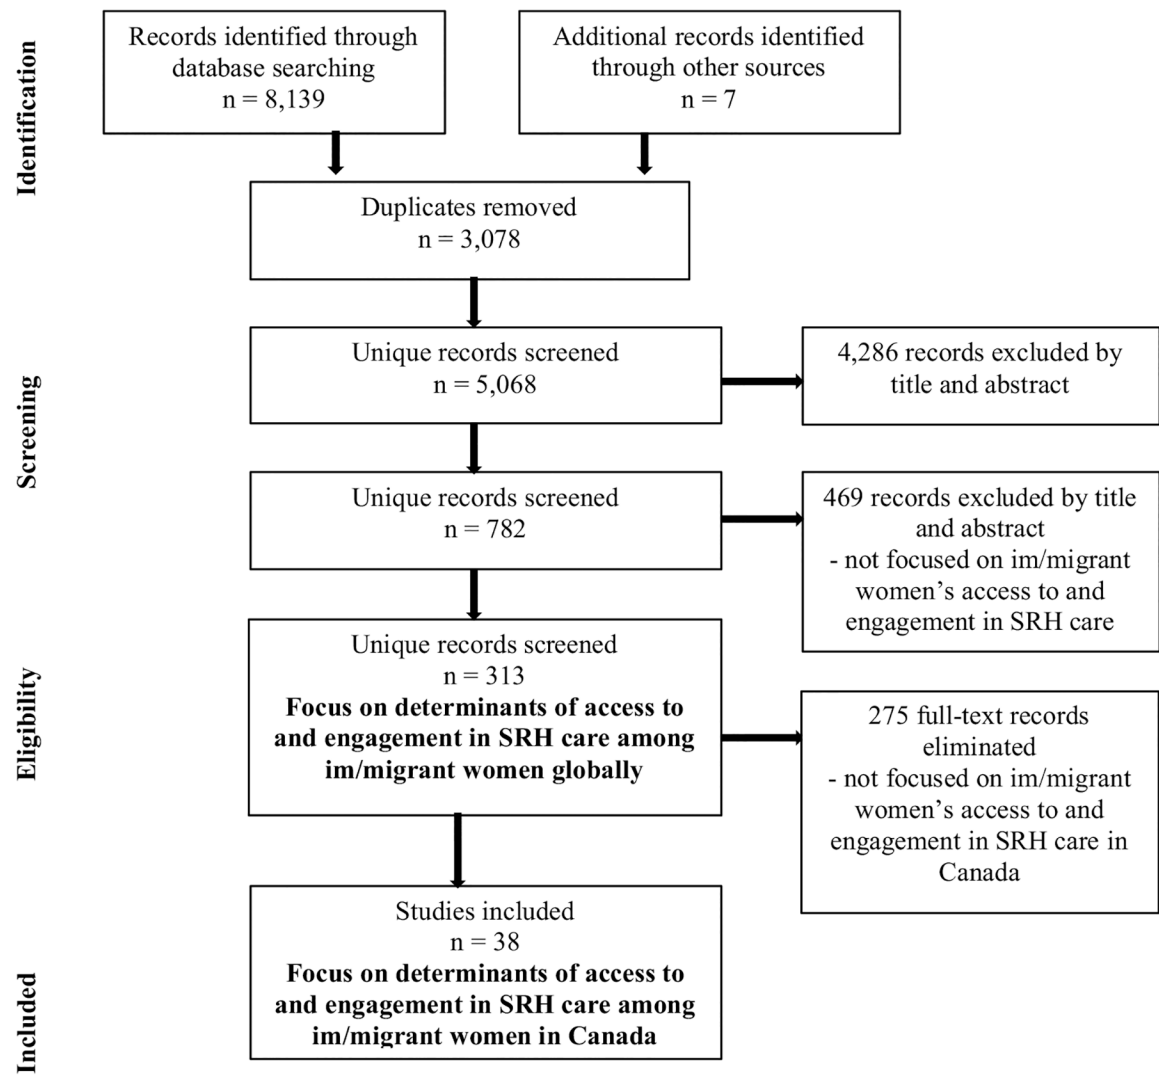 Identification
Records identified through
database searching
n = 8,139
Additional records identified
through other sources
n = 7
Duplicates removed
n = 3,078
Screening
Unique records screened
n = 5,068
4,286 records excluded by
title and abstract
Unique records screened
n = 782
469 records excluded by title
and abstract
- not focused on im/migrant
women’s access to and
engagement in SRH care
Eligibility
Unique records screened
n = 313
Focus on determinants of access to
and engagement in SRH care among
im/migrant women globally
275 full-text records
eliminated
- not focused on im/migrant
women’s access to and
engagement in SRH care in
Canada
Included
Studies included
n = 38
Focus on determinants of access to
and engagement in SRH care among
im/migrant women in Canada